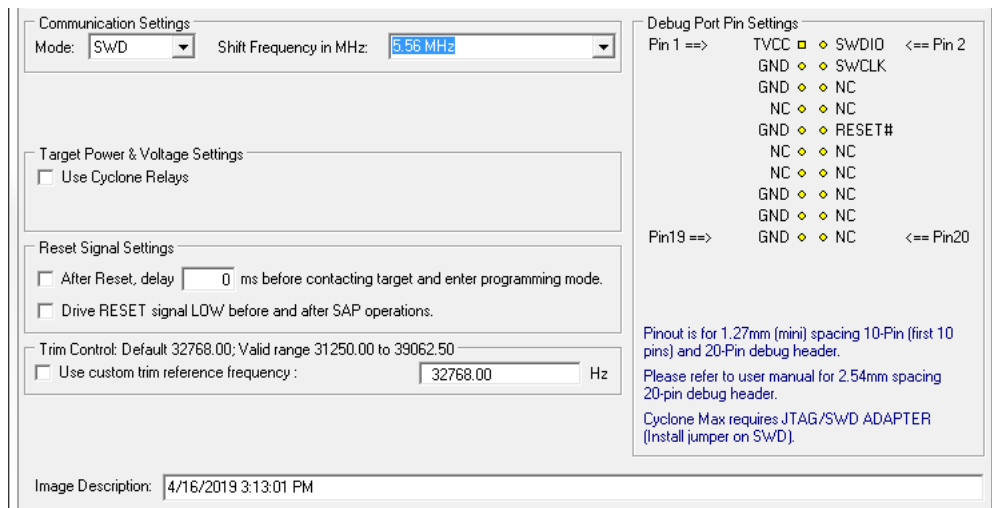 Communication Settings
Mode: SWD Shift Frequency in MHz: 5.56 MHz
Target Power & Voltage Settings
Use Cyclone Relays
Reset Signal Settings
After Reset, delay 0 ms before contacting target and enter programming mode.
Drive RESET signal LOW before and after SAP operations.
Trim Control: Default 32768.00; Valid range 31250.00 to 39062.50
Use custom trim reference frequency : 32768.00 Hz
Debug Port Pin Settings
Pin 1 ==> TVCC SWDIO <== Pin 2
GND SWCLK
GND NC
NC NC
GND RESET#
NC NC
NC NC
GND NC
GND NC
Pin19 ==> GND NC <== Pin20
Pinout is for 1.27mm (mini) spacing 10-Pin (first 10
pins) and 20-Pin debug header.
Please refer to user manual for 2.54mm spacing
20-pin debug header.
Cyclone Max requires JTAG/SWD ADAPTER
(Install jumper on SWD).
Image Description: 4/16/2019 3:13:01 PM